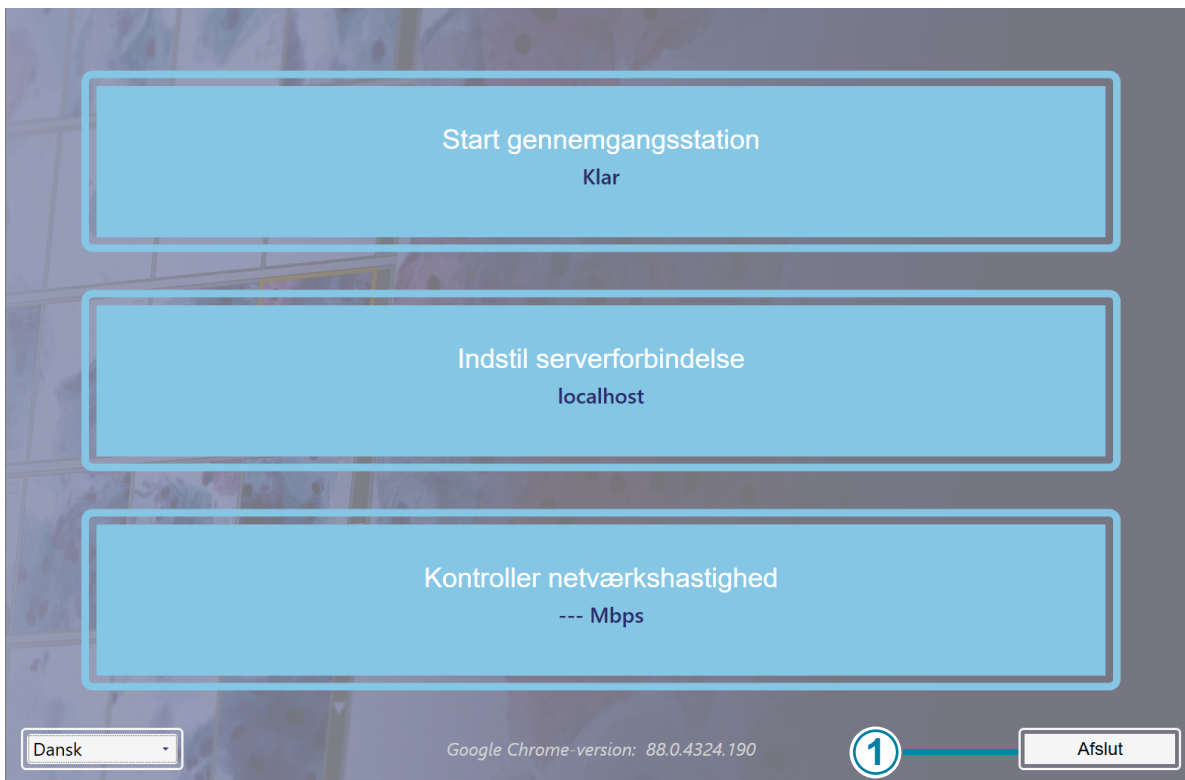 Start gennemgangsstation
Klar
Indstil serverforbindelse
localhost
Kontroller netværkshastighed
--- Mbps
Dansk
Google Chrome-version: 88.0.4324.190
1
Afslut